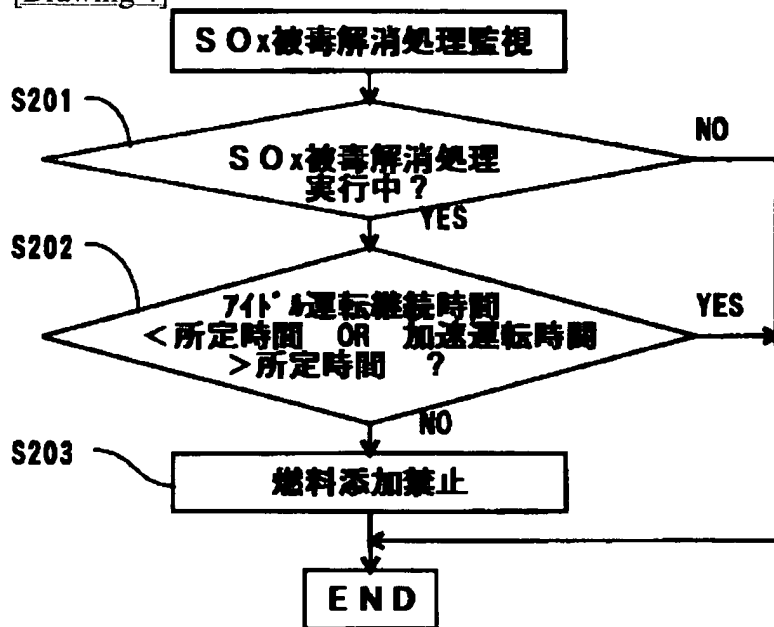 SOx被毒解消処理監視
S201
NO
SOx被毒解消処理
実行中?
YES
S202
ｱｲﾄﾞﾙ運転継続時間
YES
<所定時間 OR 加速運転時間
>所定時間 ?
NO
S203
燃料添加禁止
END